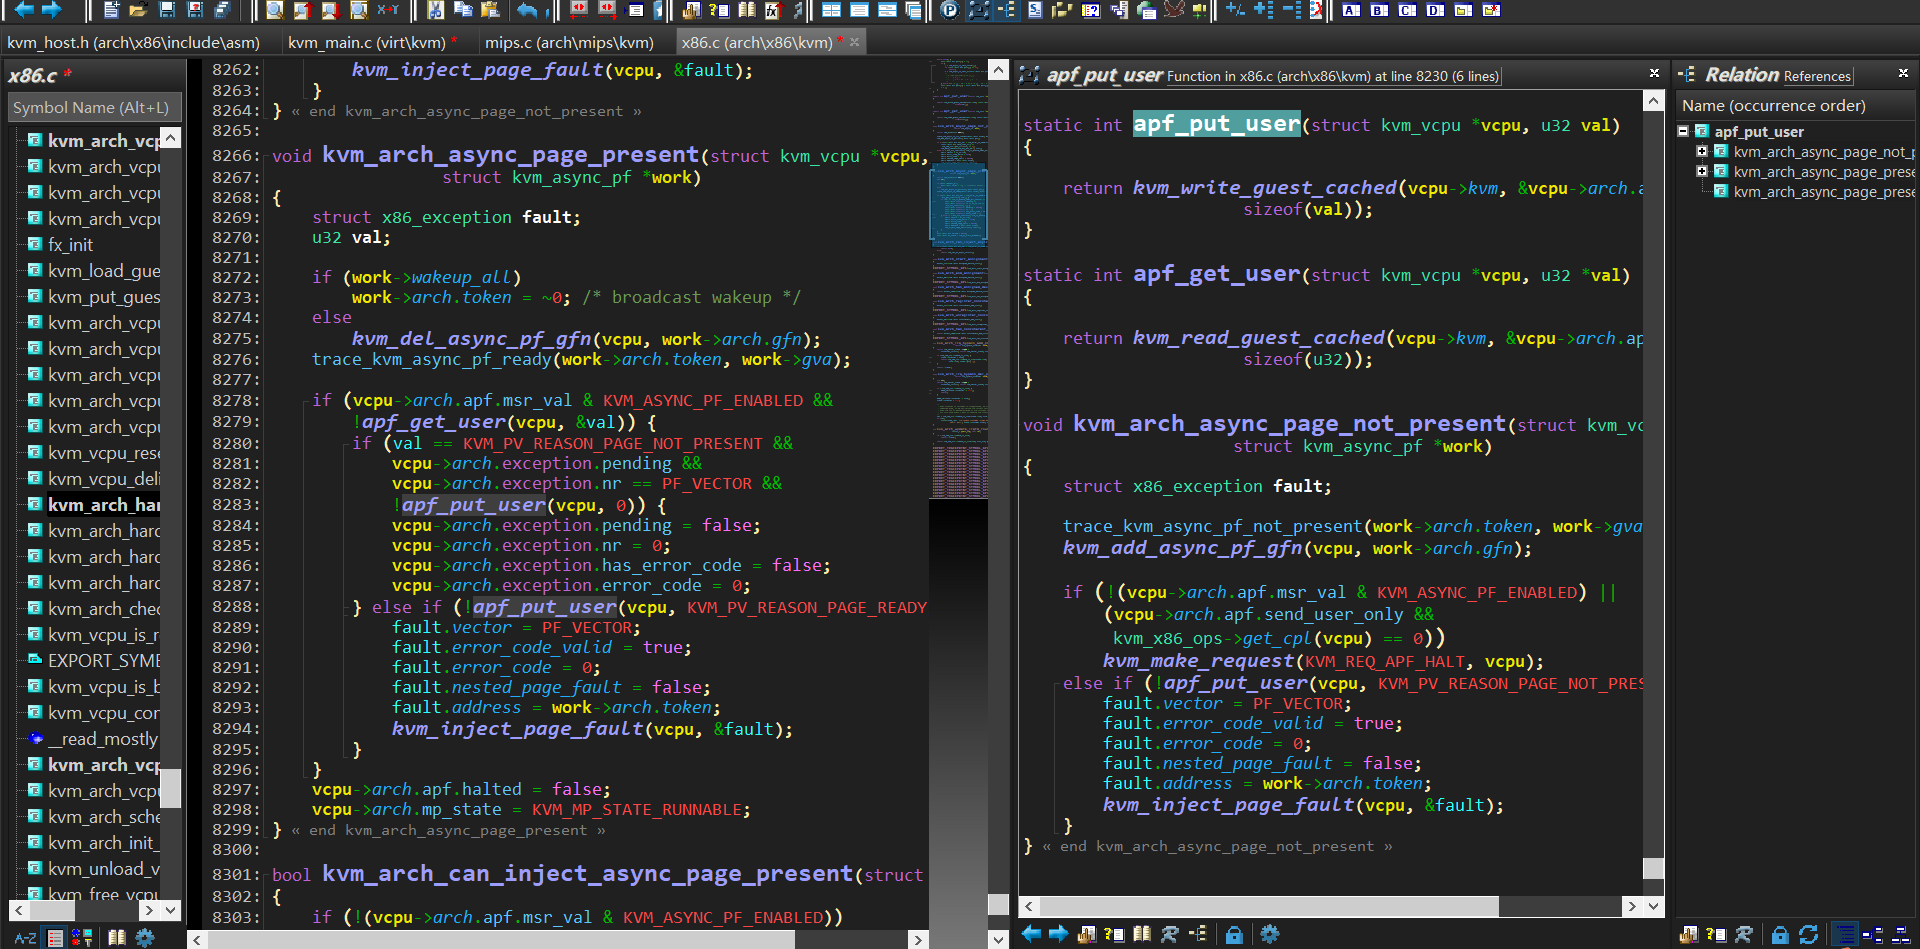 kvm_host.h (arch\x86\include\asm)
kvm_main.c (virt\kvm) *
mips.c (arch\mips\kvm)
x86.c (arch\x86\kvm) * ×
x86.c *
Symbol Name (Alt+L)
kvm_arch_vcp
kvm_arch_vcpu
kvm_arch_vcpu
kvm_arch_vcpu
fx_init
kvm_load_gue
kvm_put_gues
kvm_arch_vcpu
kvm_arch_vcpu
kvm_arch_vcpu
kvm_arch_vcpu
kvm_arch_vcpu
kvm_vcpu_rese
kvm_vcpu_deli
kvm_arch_har
kvm_arch_hard
kvm_arch_hard
kvm_arch_hard
kvm_arch_chec
kvm_vcpu_is_r
EXPORT_SYMB
kvm_vcpu_is_b
kvm_vcpu_con
__read_mostly
kvm_arch_vcp
kvm_arch_vcpu
kvm_arch_sche
kvm_arch_init_
kvm_unload_v
kvm_free_vcpu
A-Z
8262: kvm_inject_page_fault(vcpu, &fault);
8263: }
8264: } « end kvm_arch_async_page_not_present »
8265:
8266: void kvm_arch_async_page_present(struct kvm_vcpu *vcpu,
8267: struct kvm_async_pf *work)
8268: {
8269: struct x86_exception fault;
8270: u32 val;
8271:
8272: if (work->wakeup_all)
8273: work->arch.token = ~0; /* broadcast wakeup */
8274: else
8275: kvm_del_async_pf_gfn(vcpu, work->arch.gfn);
8276: trace_kvm_async_pf_ready(work->arch.token, work->gva);
8277:
8278: if (vcpu->arch.apf.msr_val & KVM_ASYNC_PF_ENABLED &&
8279: !apf_get_user(vcpu, &val)) {
8280: if (val == KVM_PV_REASON_PAGE_NOT_PRESENT &&
8281: vcpu->arch.exception.pending &&
8282: vcpu->arch.exception.nr == PF_VECTOR &&
8283: !apf_put_user(vcpu, 0)) {
8284: vcpu->arch.exception.pending = false;
8285: vcpu->arch.exception.nr = 0;
8286: vcpu->arch.exception.has_error_code = false;
8287: vcpu->arch.exception.error_code = 0;
8288: } else if (!apf_put_user(vcpu, KVM_PV_REASON_PAGE_READY
8289: fault.vector = PF_VECTOR;
8290: fault.error_code_valid = true;
8291: fault.error_code = 0;
8292: fault.nested_page_fault = false;
8293: fault.address = work->arch.token;
8294: kvm_inject_page_fault(vcpu, &fault);
8295: }
8296: }
8297: vcpu->arch.apf.halted = false;
8298: vcpu->arch.mp_state = KVM_MP_STATE_RUNNABLE;
8299: } « end kvm_arch_async_page_present »
8300:
8301: bool kvm_arch_can_inject_async_page_present(struct
8302: {
8303: if (!(vcpu->arch.apf.msr_val & KVM_ASYNC_PF_ENABLED))
apf_put_user Function in x86.c (arch\x86\kvm) at line 8230 (6 lines)
static int apf_put_user(struct kvm_vcpu *vcpu, u32 val)
{
return kvm_write_guest_cached(vcpu->kvm, &vcpu->arch.a
sizeof(val));
}
static int apf_get_user(struct kvm_vcpu *vcpu, u32 *val)
{
return kvm_read_guest_cached(vcpu->kvm, &vcpu->arch.ap
sizeof(u32));
}
void kvm_arch_async_page_not_present(struct kvm_vc
struct kvm_async_pf *work)
{
struct x86_exception fault;
trace_kvm_async_pf_not_present(work->arch.token, work->gva
kvm_add_async_pf_gfn(vcpu, work->arch.gfn);
if (!(vcpu->arch.apf.msr_val & KVM_ASYNC_PF_ENABLED) ||
(vcpu->arch.apf.send_user_only &&
kvm_x86_ops->get_cpl(vcpu) == 0))
kvm_make_request(KVM_REQ_APF_HALT, vcpu);
else if (!apf_put_user(vcpu, KVM_PV_REASON_PAGE_NOT_PRES
fault.vector = PF_VECTOR;
fault.error_code_valid = true;
fault.error_code = 0;
fault.nested_page_fault = false;
fault.address = work->arch.token;
kvm_inject_page_fault(vcpu, &fault);
}
} « end kvm_arch_async_page_not_present »
Relation References
Name (occurrence order)
apf_put_user
kvm_arch_async_page_not_p
kvm_arch_async_page_prese
kvm_arch_async_page_prese